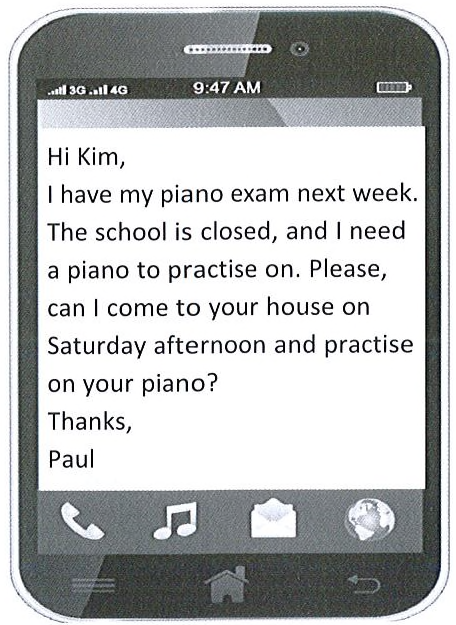 3G 4G 9:47 AM
Hi Kim,
I have my piano exam next week.
The school is closed, and I need
a piano to practise on. Please,
can I come to your house on
Saturday afternoon and practise
on your piano?
Thanks,
Paul